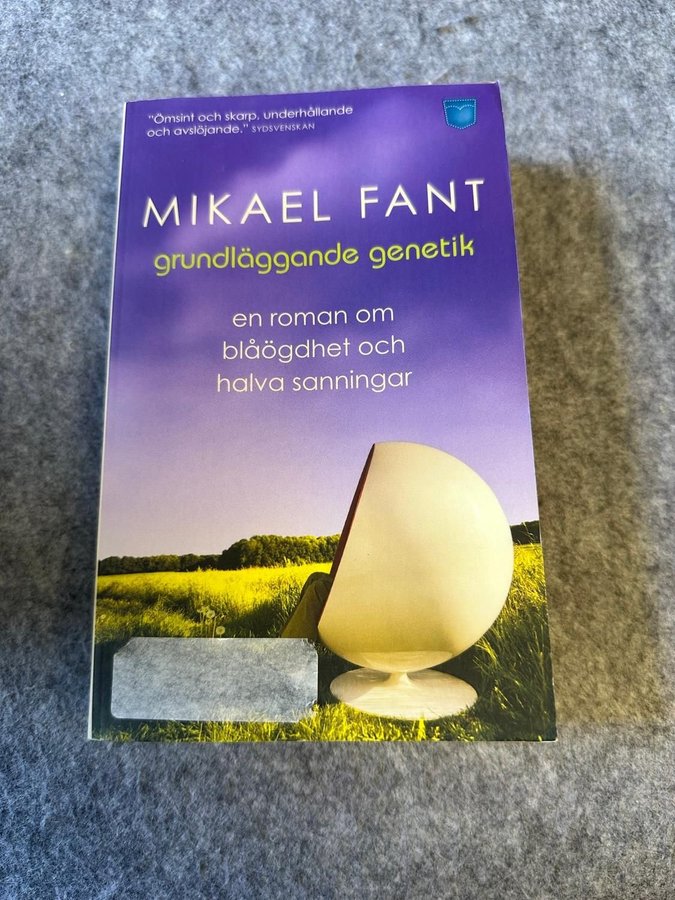 "Ömsint och skarp, underhållande
och avslöjande." SYDSVENSKAN
MIKAEL FANT
grundläggande genetik
en roman om
blåögdhet och
halva sanningar